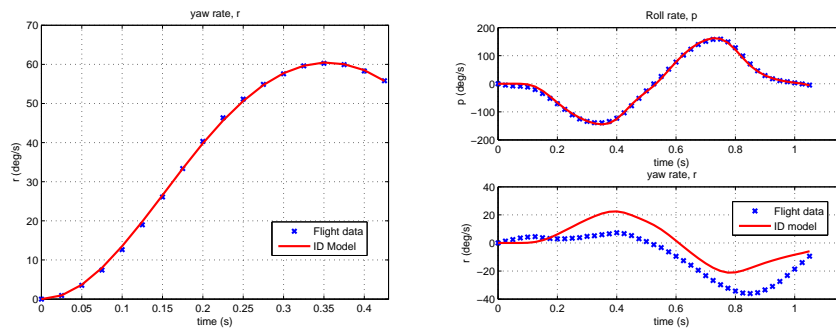 yaw rate, r
70
60
50
40
30
20
10
0
r (deg/s)
Flight data
ID Model
0 0.05 0.1 0.15 0.2 0.25 0.3 0.35 0.4
time (s)
Roll rate, p
200
100
0
−100
−200
p (deg/s)
0 0.2 0.4 0.6 0.8 1
time (s)
yaw rate, r
40
20
0
−20
−40
r (deg/s)
Flight data
ID model
0 0.2 0.4 0.6 0.8 1
time (s)